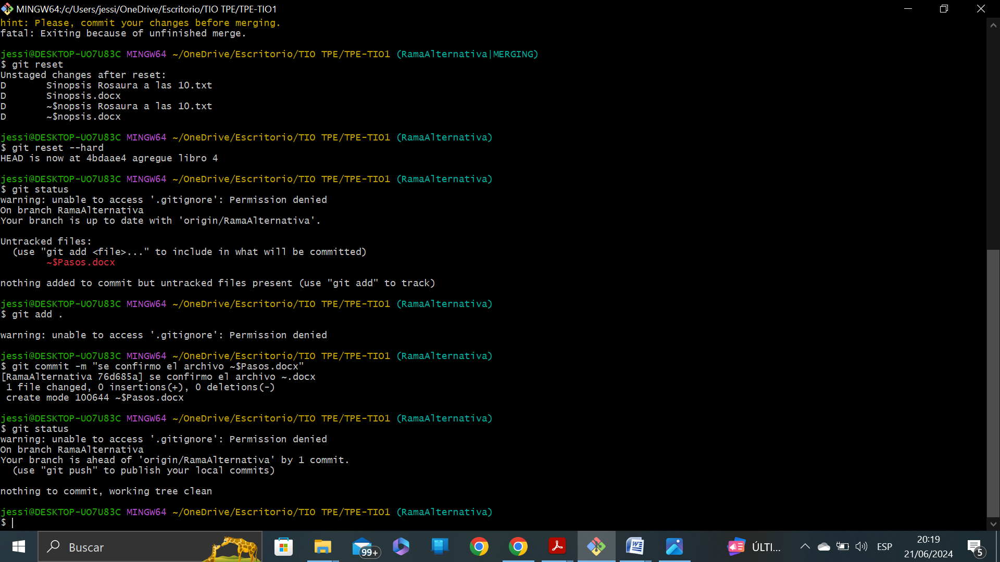 MINGW64:/c/Users/jessi/OneDrive/Escritorio/TIO TPE/TPE-TIO1
hint: Please, commit your changes before merging.
fatal: Exiting because of unfinished merge.
jessi@DESKTOP-UO7U83C MINGW64 ~/OneDrive/Escritorio/TIO TPE/TPE-TIO1 (RamaAlternativa|MERGING)
$ git reset
Unstaged changes after reset:
D       Sinopsis Rosaura a las 10.txt
D       Sinopsis.docx
D       ~$nopsis Rosaura a las 10.txt
D       ~$nopsis.docx
jessi@DESKTOP-UO7U83C MINGW64 ~/OneDrive/Escritorio/TIO TPE/TPE-TIO1 (RamaAlternativa)
$ git reset --hard
HEAD is now at 4bdaae4 agregue libro 4
jessi@DESKTOP-UO7U83C MINGW64 ~/OneDrive/Escritorio/TIO TPE/TPE-TIO1 (RamaAlternativa)
$ git status
warning: unable to access '.gitignore': Permission denied
On branch RamaAlternativa
Your branch is up to date with 'origin/RamaAlternativa'.
Untracked files:
  (use "git add <file>..." to include in what will be committed)
        ~$Pasos.docx
nothing added to commit but untracked files present (use "git add" to track)
jessi@DESKTOP-UO7U83C MINGW64 ~/OneDrive/Escritorio/TIO TPE/TPE-TIO1 (RamaAlternativa)
$ git add .
warning: unable to access '.gitignore': Permission denied
jessi@DESKTOP-UO7U83C MINGW64 ~/OneDrive/Escritorio/TIO TPE/TPE-TIO1 (RamaAlternativa)
$ git commit -m "se confirmo el archivo ~$Pasos.docx"
[RamaAlternativa 76d685a] se confirmo el archivo ~.docx
 1 file changed, 0 insertions(+), 0 deletions(-)
 create mode 100644 ~$Pasos.docx
jessi@DESKTOP-UO7U83C MINGW64 ~/OneDrive/Escritorio/TIO TPE/TPE-TIO1 (RamaAlternativa)
$ git status
warning: unable to access '.gitignore': Permission denied
On branch RamaAlternativa
Your branch is ahead of 'origin/RamaAlternativa' by 1 commit.
  (use "git push" to publish your local commits)
nothing to commit, working tree clean
jessi@DESKTOP-UO7U83C MINGW64 ~/OneDrive/Escritorio/TIO TPE/TPE-TIO1 (RamaAlternativa)
$
Buscar
99+
ÚLTI...
ESP
20:19
21/06/2024
5